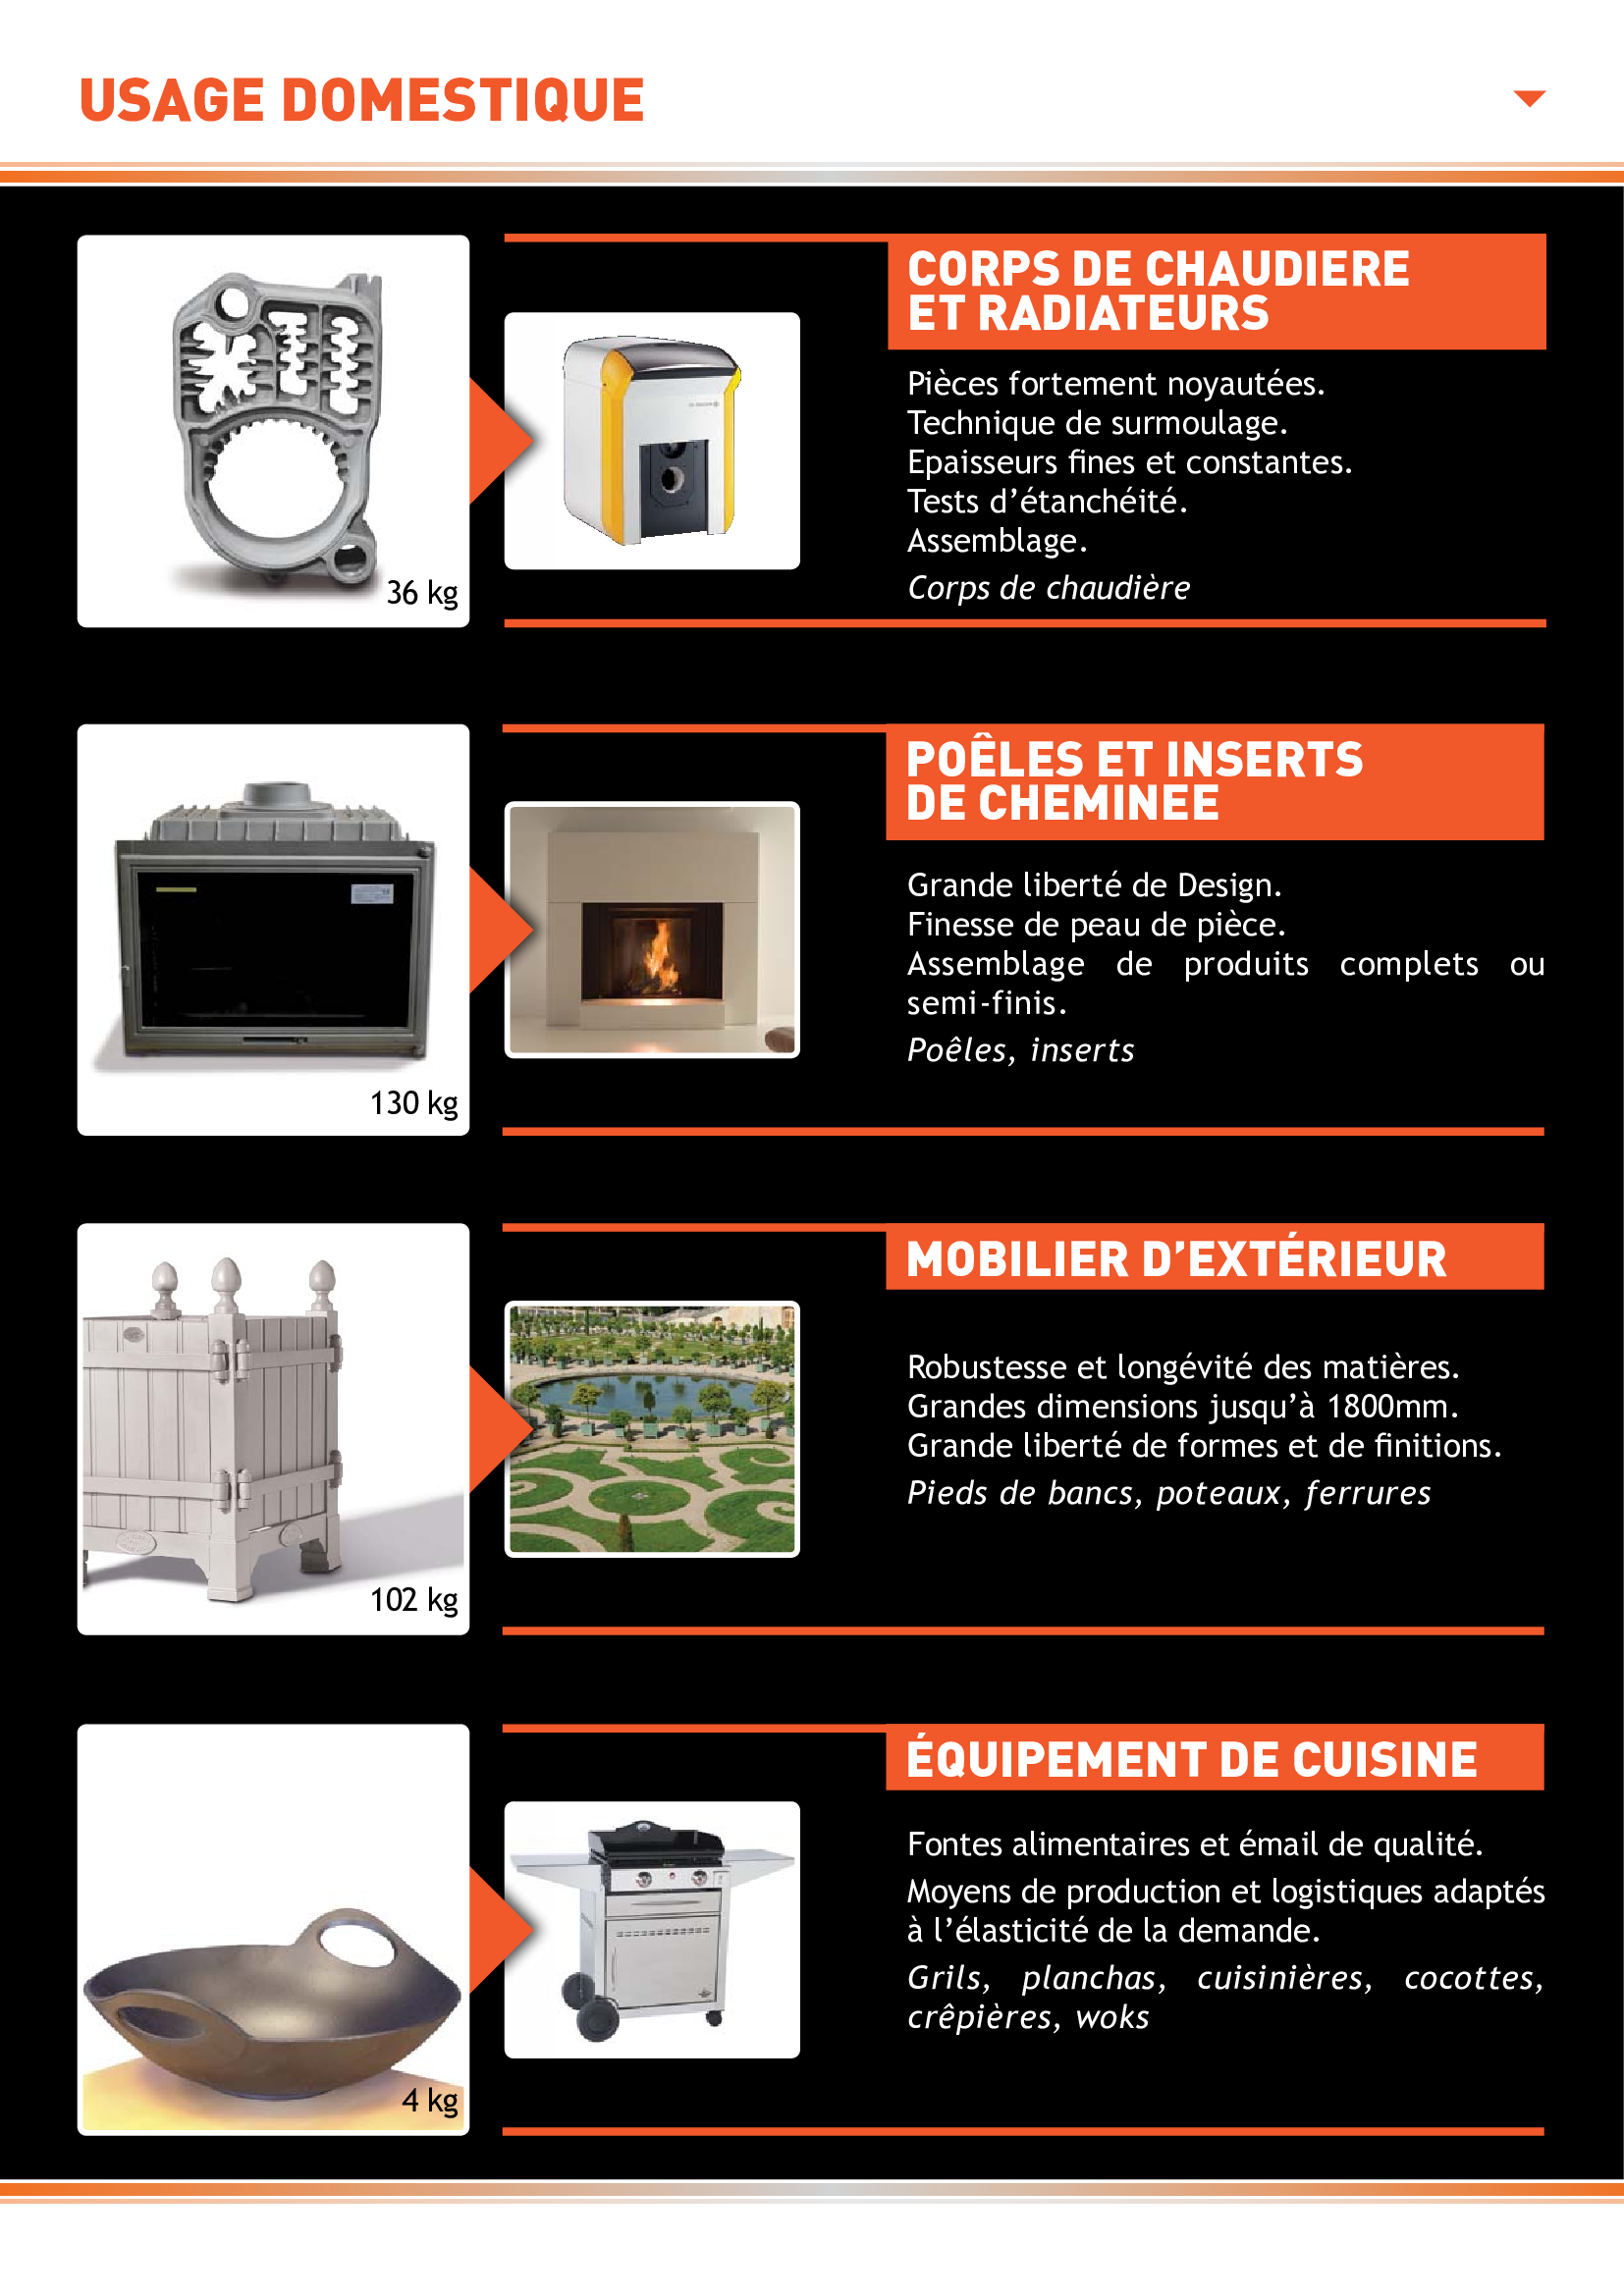 USAGE DOMESTIQUE
36 kg
CORPS DE CHAUDIERE
ET RADIATEURS
Pièces fortement noyautées.
Technique de surmoulage.
Epaisseurs fines et constantes.
Tests d’étanchéité.
Assemblage.
Corps de chaudière
130 kg
POÊLES ET INSERTS
DE CHEMINEE
Grande liberté de Design.
Finesse de peau de pièce.
Assemblage de produits complets ou
semi-finis.
Poêles, inserts
102 kg
MOBILIER D’EXTÉRIEUR
Robustesse et longévité des matières.
Grandes dimensions jusqu’à 1800mm.
Grande liberté de formes et de finitions.
Pieds de bancs, poteaux, ferrures
4 kg
ÉQUIPEMENT DE CUISINE
Fontes alimentaires et émail de qualité.
Moyens de production et logistiques adaptés
à l’élasticité de la demande.
Grils, planchas, cuisinières, cocottes,
crêpières, woks